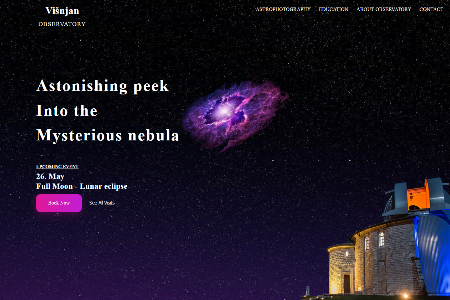 Višnjan
OBSERVATORY
ASTROPHOTOGRAPHY EDUCATION ABOUT OBSERVATORY CONTACT
Astonishing peek
Into the
Mysterious nebula
UPCOMING EVENT
26. May
Full Moon - Lunar eclipse
Book Now See All Visits